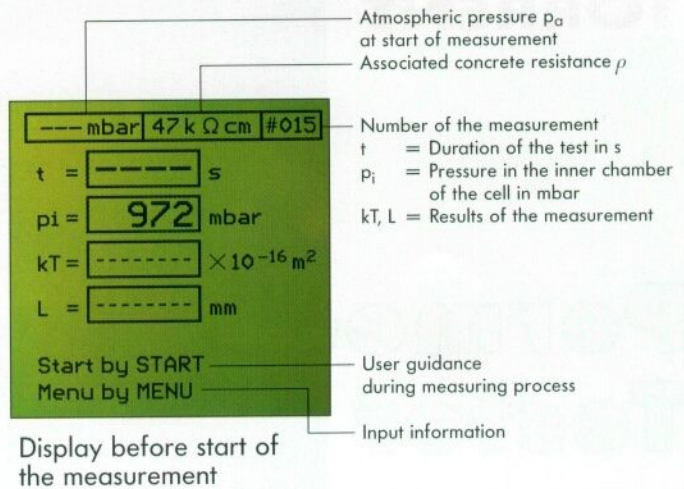 Atmospheric pressure pa
at start of measurement
Associated concrete resistance ρ
--- mbar 47 k Ω cm #015
Number of the measurement
t = Duration of the test in s
pi = Pressure in the inner chamber
of the cell in mbar
kT, L = Results of the measurement
t = ---- s
pi = 972 mbar
kT = -------- ×10⁻¹⁶ m²
L = -------- mm
Start by START
Menu by MENU
User guidance
during measuring process
Input information
Display before start of
the measurement